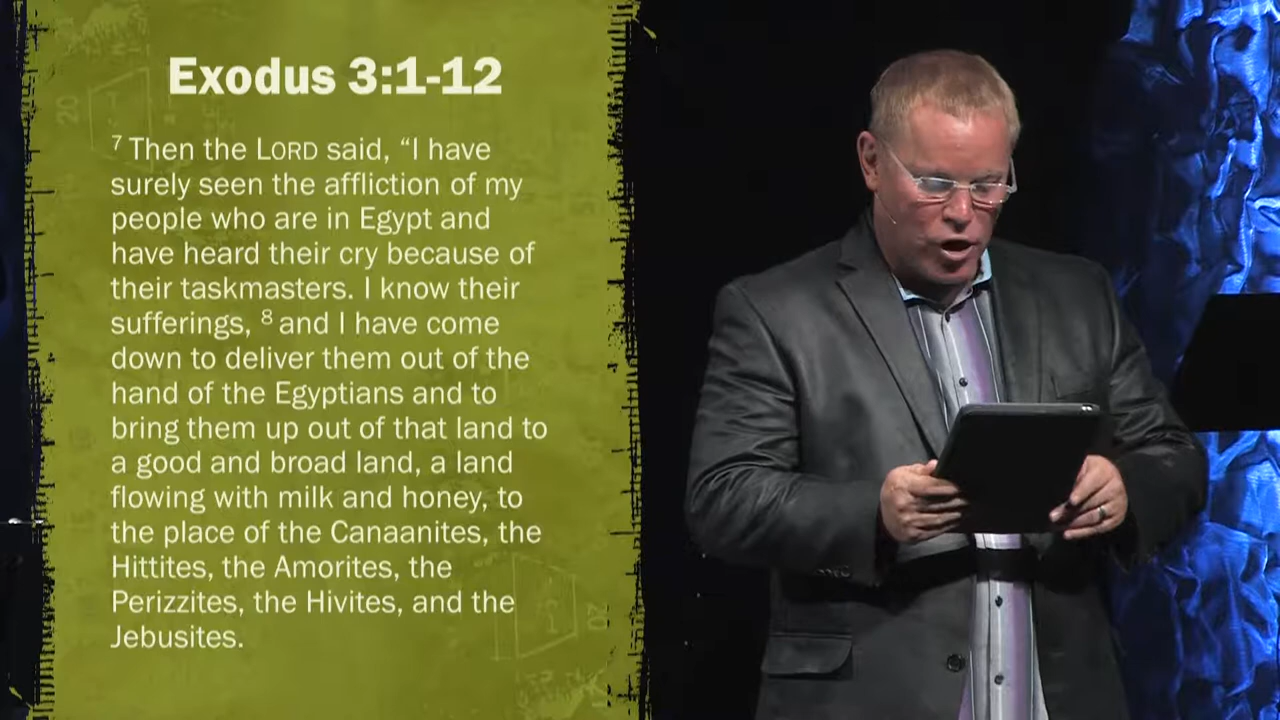 Exodus 3:1-12
⁷ Then the LORD said, “I have
surely seen the affliction of my
people who are in Egypt and
have heard their cry because of
their taskmasters. I know their
sufferings, ⁸ and I have come
down to deliver them out of the
hand of the Egyptians and to
bring them up out of that land to
a good and broad land, a land
flowing with milk and honey, to
the place of the Canaanites, the
Hittites, the Amorites, the
Perizzites, the Hivites, and the
Jebusites.